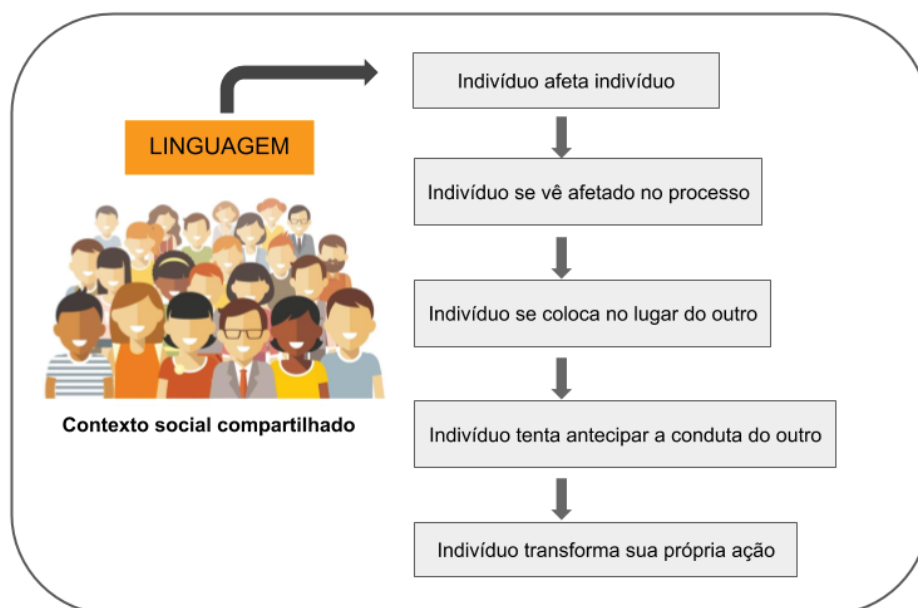 LINGUAGEM
Contexto social compartilhado
Indivíduo afeta indivíduo
Indivíduo se vê afetado no processo
Indivíduo se coloca no lugar do outro
Indivíduo tenta antecipar a conduta do outro
Indivíduo transforma sua própria ação